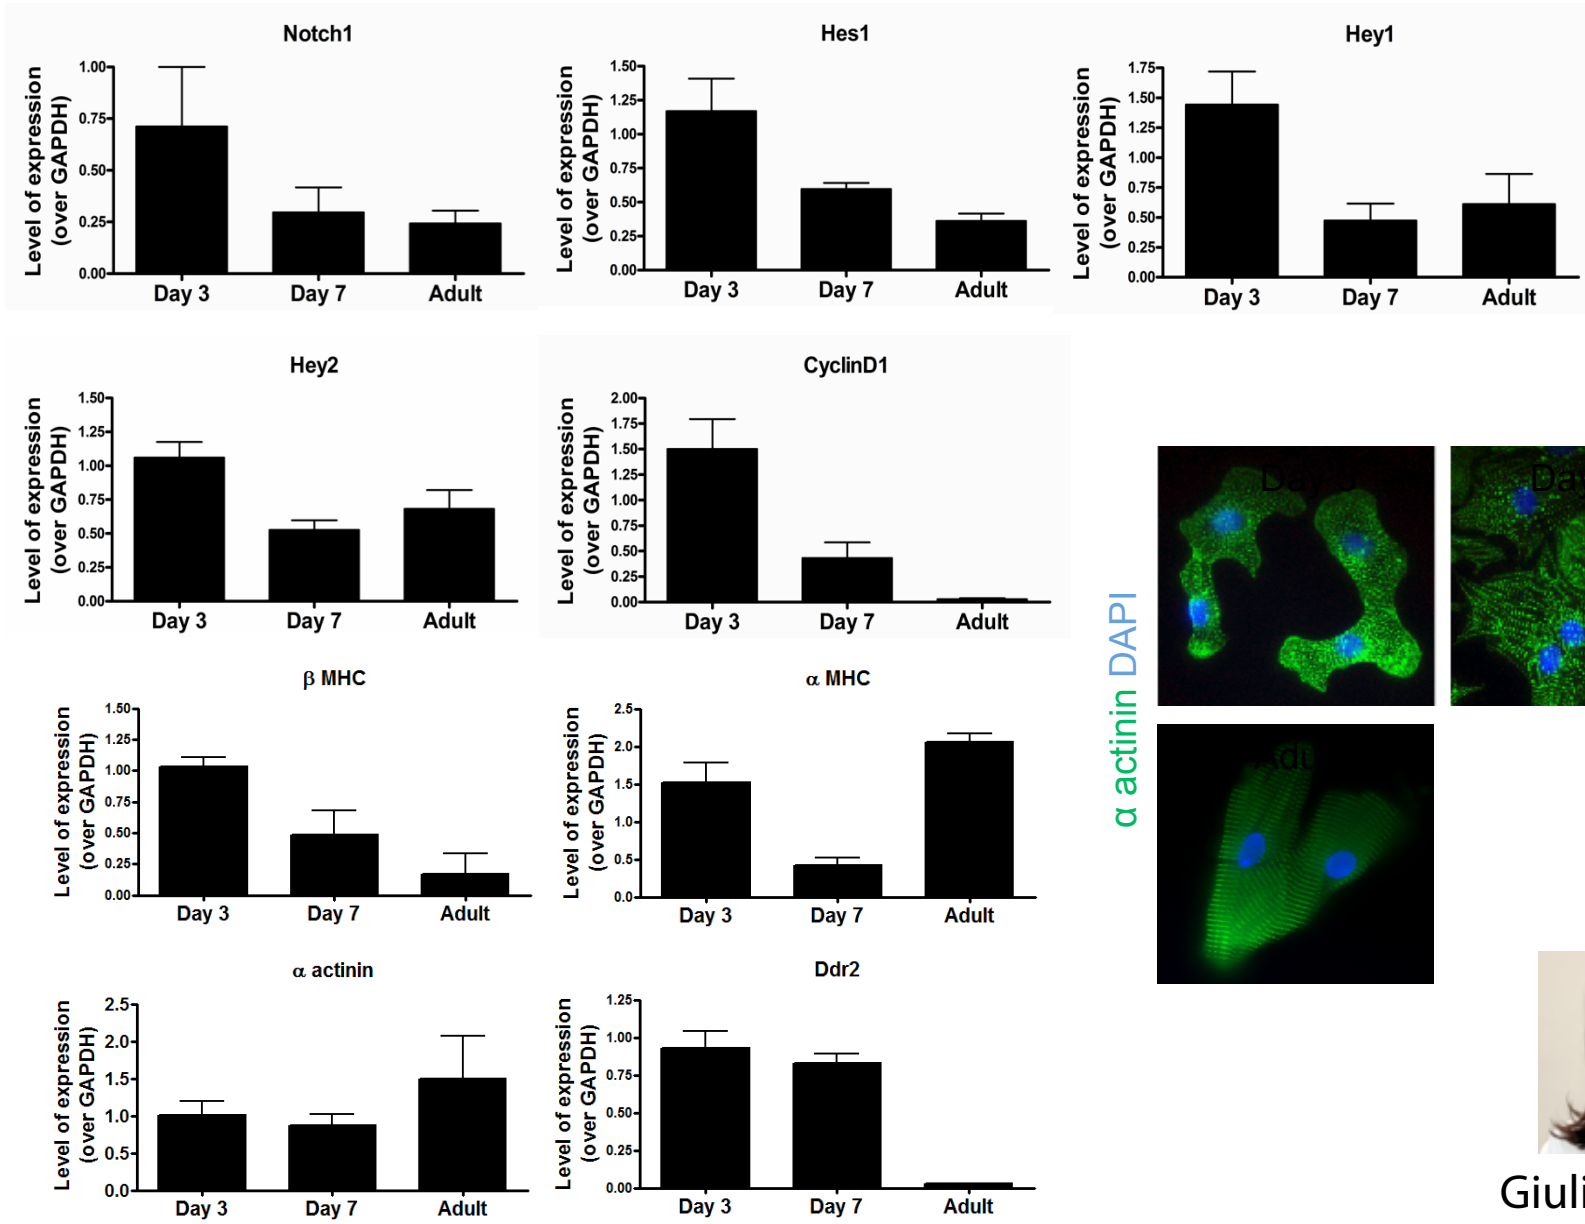 Notch1
Level of expression
(over GAPDH)
1.00
0.75
0.50
0.25
0.00
Day 3
Day 7
Adult
Hes1
Level of expression
(over GAPDH)
1.50
1.25
1.00
0.75
0.50
0.25
0.00
Day 3
Day 7
Adult
Hey1
Level of expression
(over GAPDH)
1.75
1.50
1.25
1.00
0.75
0.50
0.25
0.00
Day 3
Day 7
Adult
Hey2
Level of expression
(over GAPDH)
1.50
1.25
1.00
0.75
0.50
0.25
0.00
Day 3
Day 7
Adult
CyclinD1
Level of expression
(over GAPDH)
2.00
1.75
1.50
1.25
1.00
0.75
0.50
0.25
0.00
Day 3
Day 7
Adult
β MHC
Level of expression
(over GAPDH)
1.50
1.25
1.00
0.75
0.50
0.25
0.00
Day 3
Day 7
Adult
α MHC
Level of expression
(over GAPDH)
2.5
2.0
1.5
1.0
0.5
0.0
Day 3
Day 7
Adult
α actinin
Level of expression
(over GAPDH)
2.5
2.0
1.5
1.0
0.5
0.0
Day 3
Day 7
Adult
Ddr2
Level of expression
(over GAPDH)
1.25
1.00
0.75
0.50
0.25
0.00
Day 3
Day 7
Adult
α actinin DAPI
Day 3
Day
Adu
Giuli